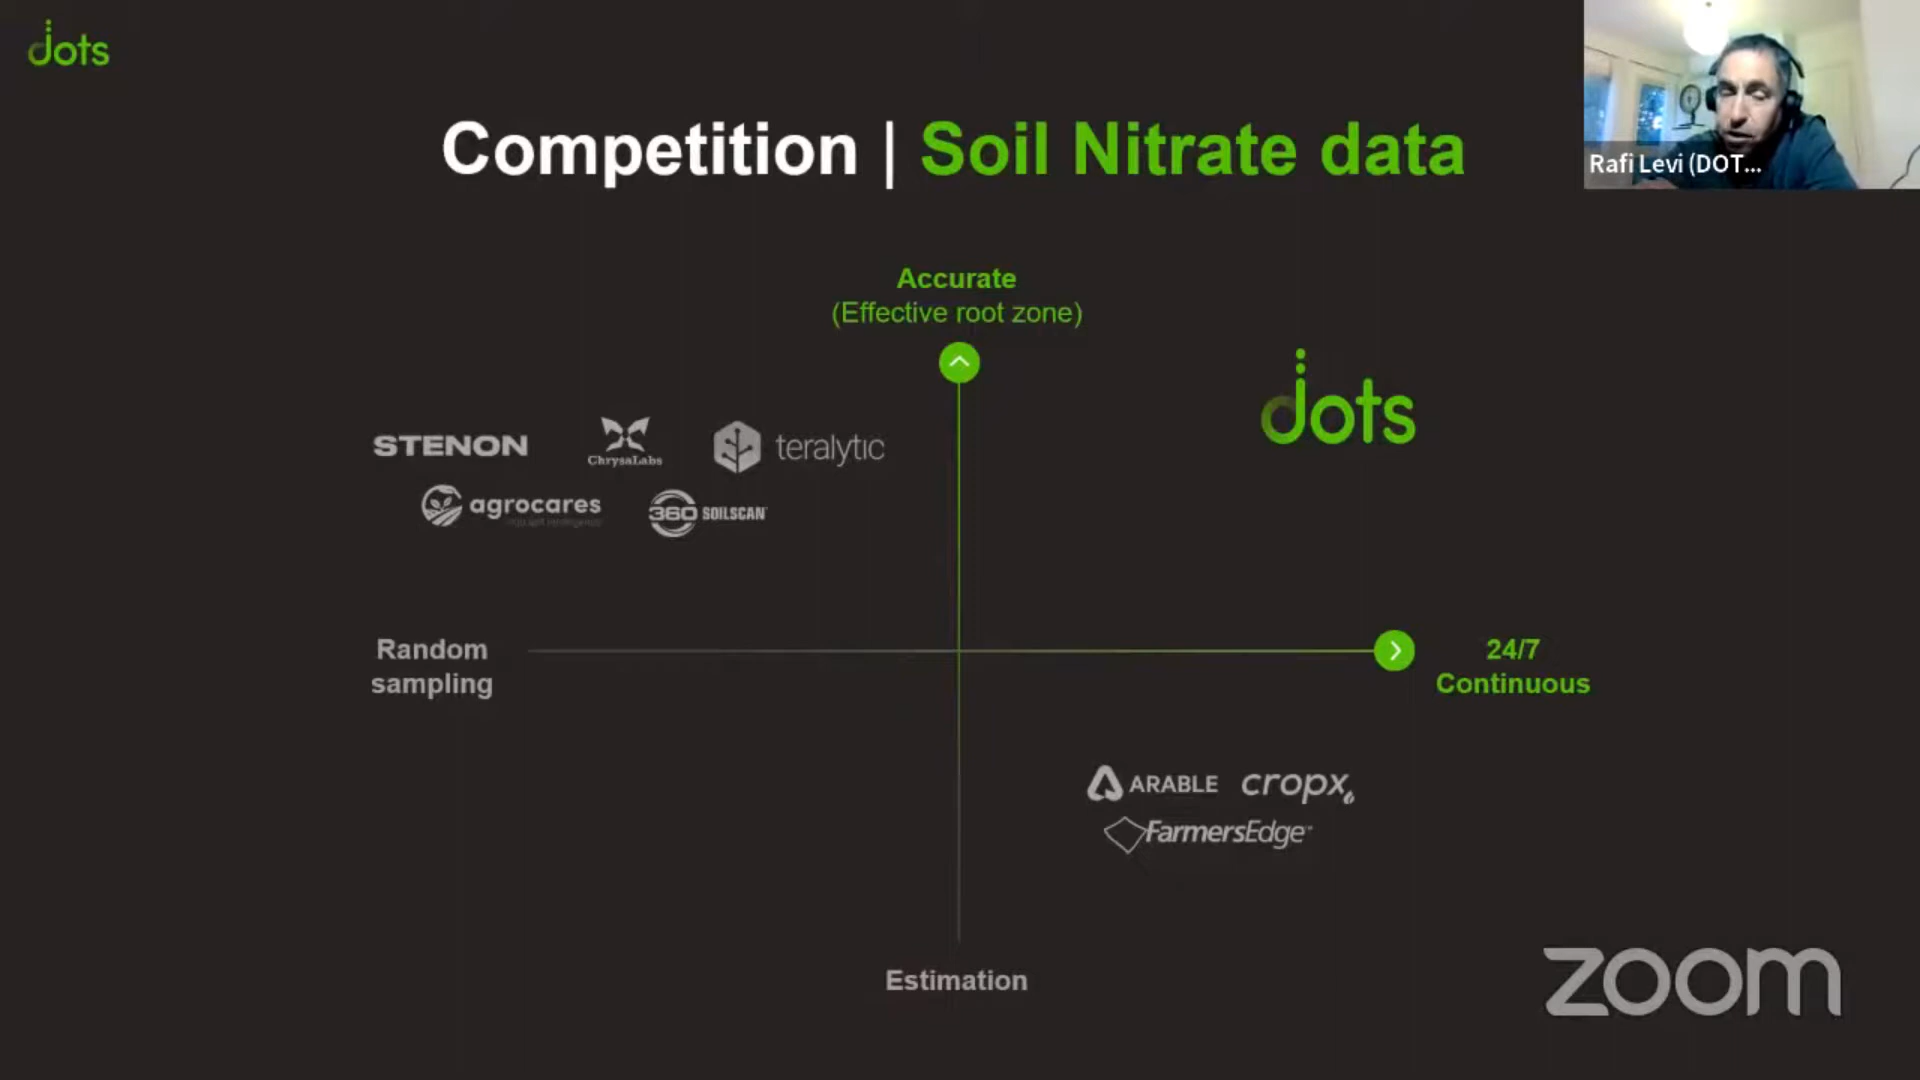 dots
Rafi Levi (DOT...
Competition | Soil Nitrate data
Accurate
(Effective root zone)
dots
STENON
ChrysaLabs
teralytic
agrocares
360 SOILSCAN
Random
sampling
24/7
Continuous
ARABLE
cropx
FarmersEdge™
Estimation
zoom